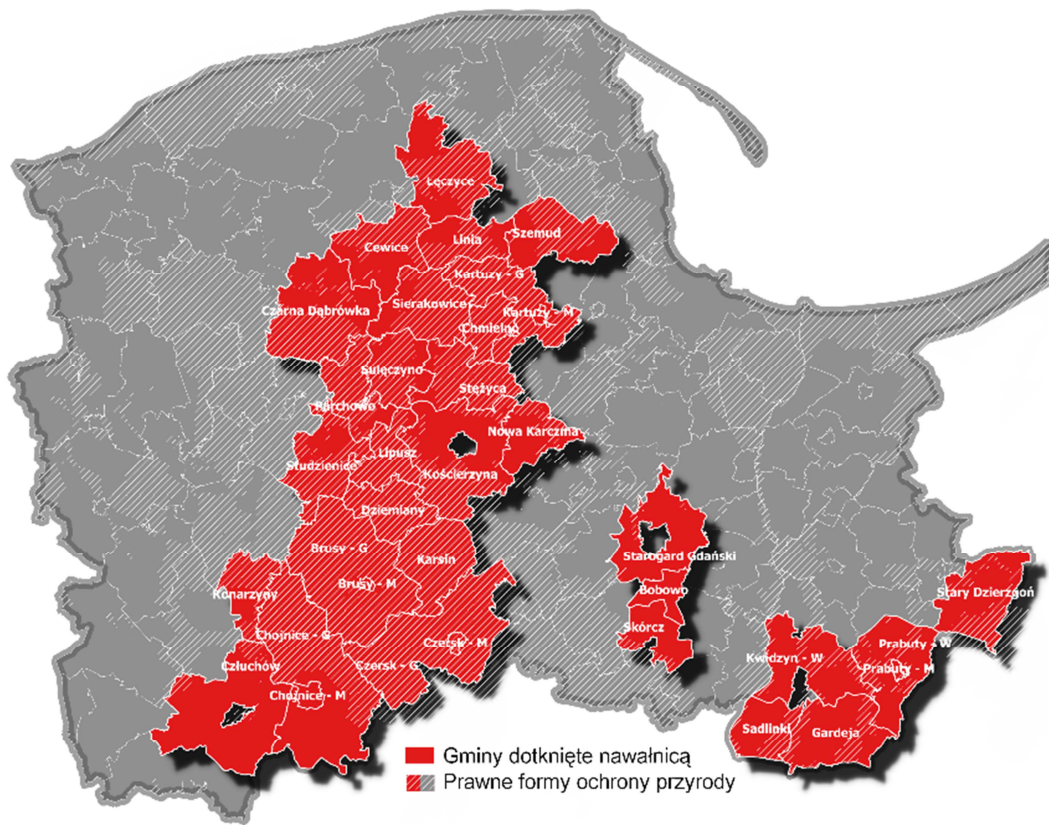 Łęczyce
Szemud
Cewice
Linia
Kartuzy - G
Czarna Dąbrówka
Sierakowice
Kartuzy - M
Chmielno
Sulęczyno
Stężyca
Parchowo
Nowa Karczma
Lipusz
Studzienice
Kościerzyna
Dziemiany
Brusy - G
Karsin
Starogard Gdański
Brusy - M
Bobowo
Konarzyny
Stary Dzierzgoń
Skórcz
Chojnice - G
Czersk - M
Prabuty - W
Kwidzyn - W
Człuchów
Czersk - G
Prabuty - M
Chojnice - M
Sadlinki
Gardeja
Gminy dotknięte nawałnicą
Prawne formy ochrony przyrody